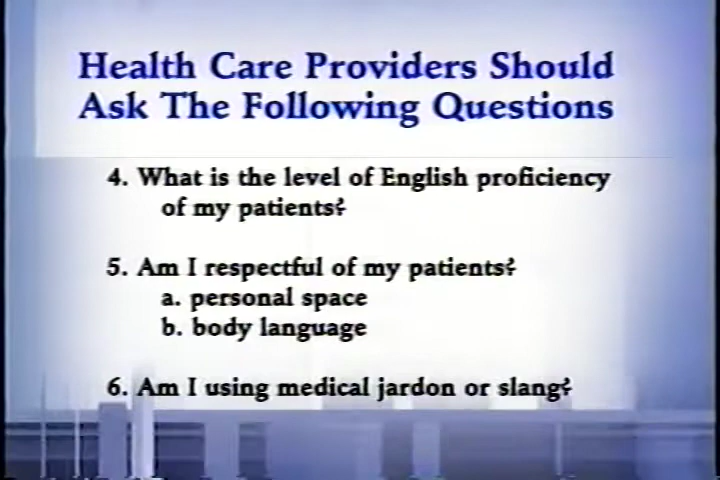 Health Care Providers Should
Ask The Following Questions
4. What is the level of English proficiency
of my patients?
5. Am I respectful of my patients?
a. personal space
b. body language
6. Am I using medical jardon or slang?